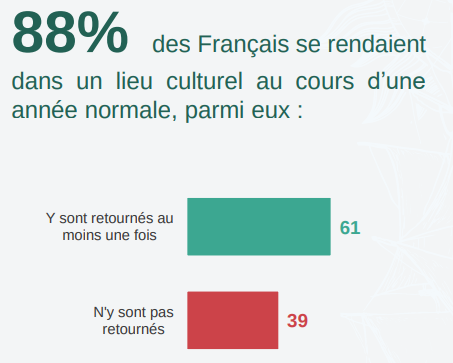 88% des Français se rendaient
dans un lieu culturel au cours d’une
année normale, parmi eux :
Y sont retournés au
moins une fois
61
N'y sont pas
retournés
39